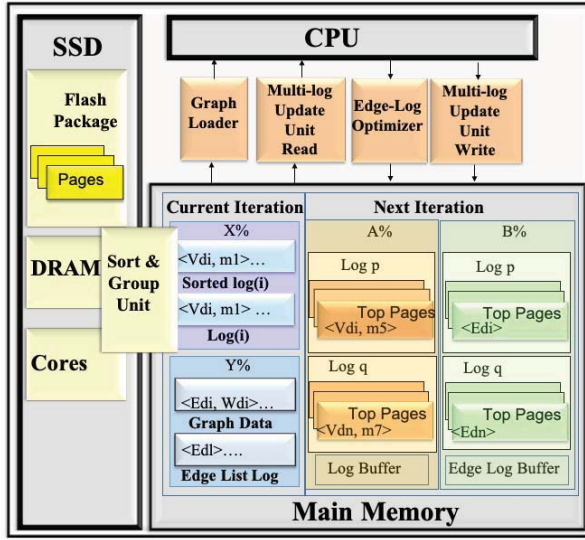 SSD
Flash
Package
Pages
DRAM
Sort &
Group
Unit
Cores
CPU
Graph
Loader
Multi-log
Update
Unit
Read
Edge-Log
Optimizer
Multi-log
Update
Unit
Write
Current Iteration
X%
<Vdi, m1>…
Sorted log(i)
<Vdi, m1> …
Log(i)
Y%
<Edi, Wdi>…
Graph Data
<Edl>….
Edge List Log
Next Iteration
A%
Log p
Top Pages
<Vdi, m5>
Log q
Top Pages
<Vdn, m7>
Log Buffer
B%
Log p
Top Pages
<Edi>
Log q
Top Pages
<Edn>
Edge Log Buffer
Main Memory